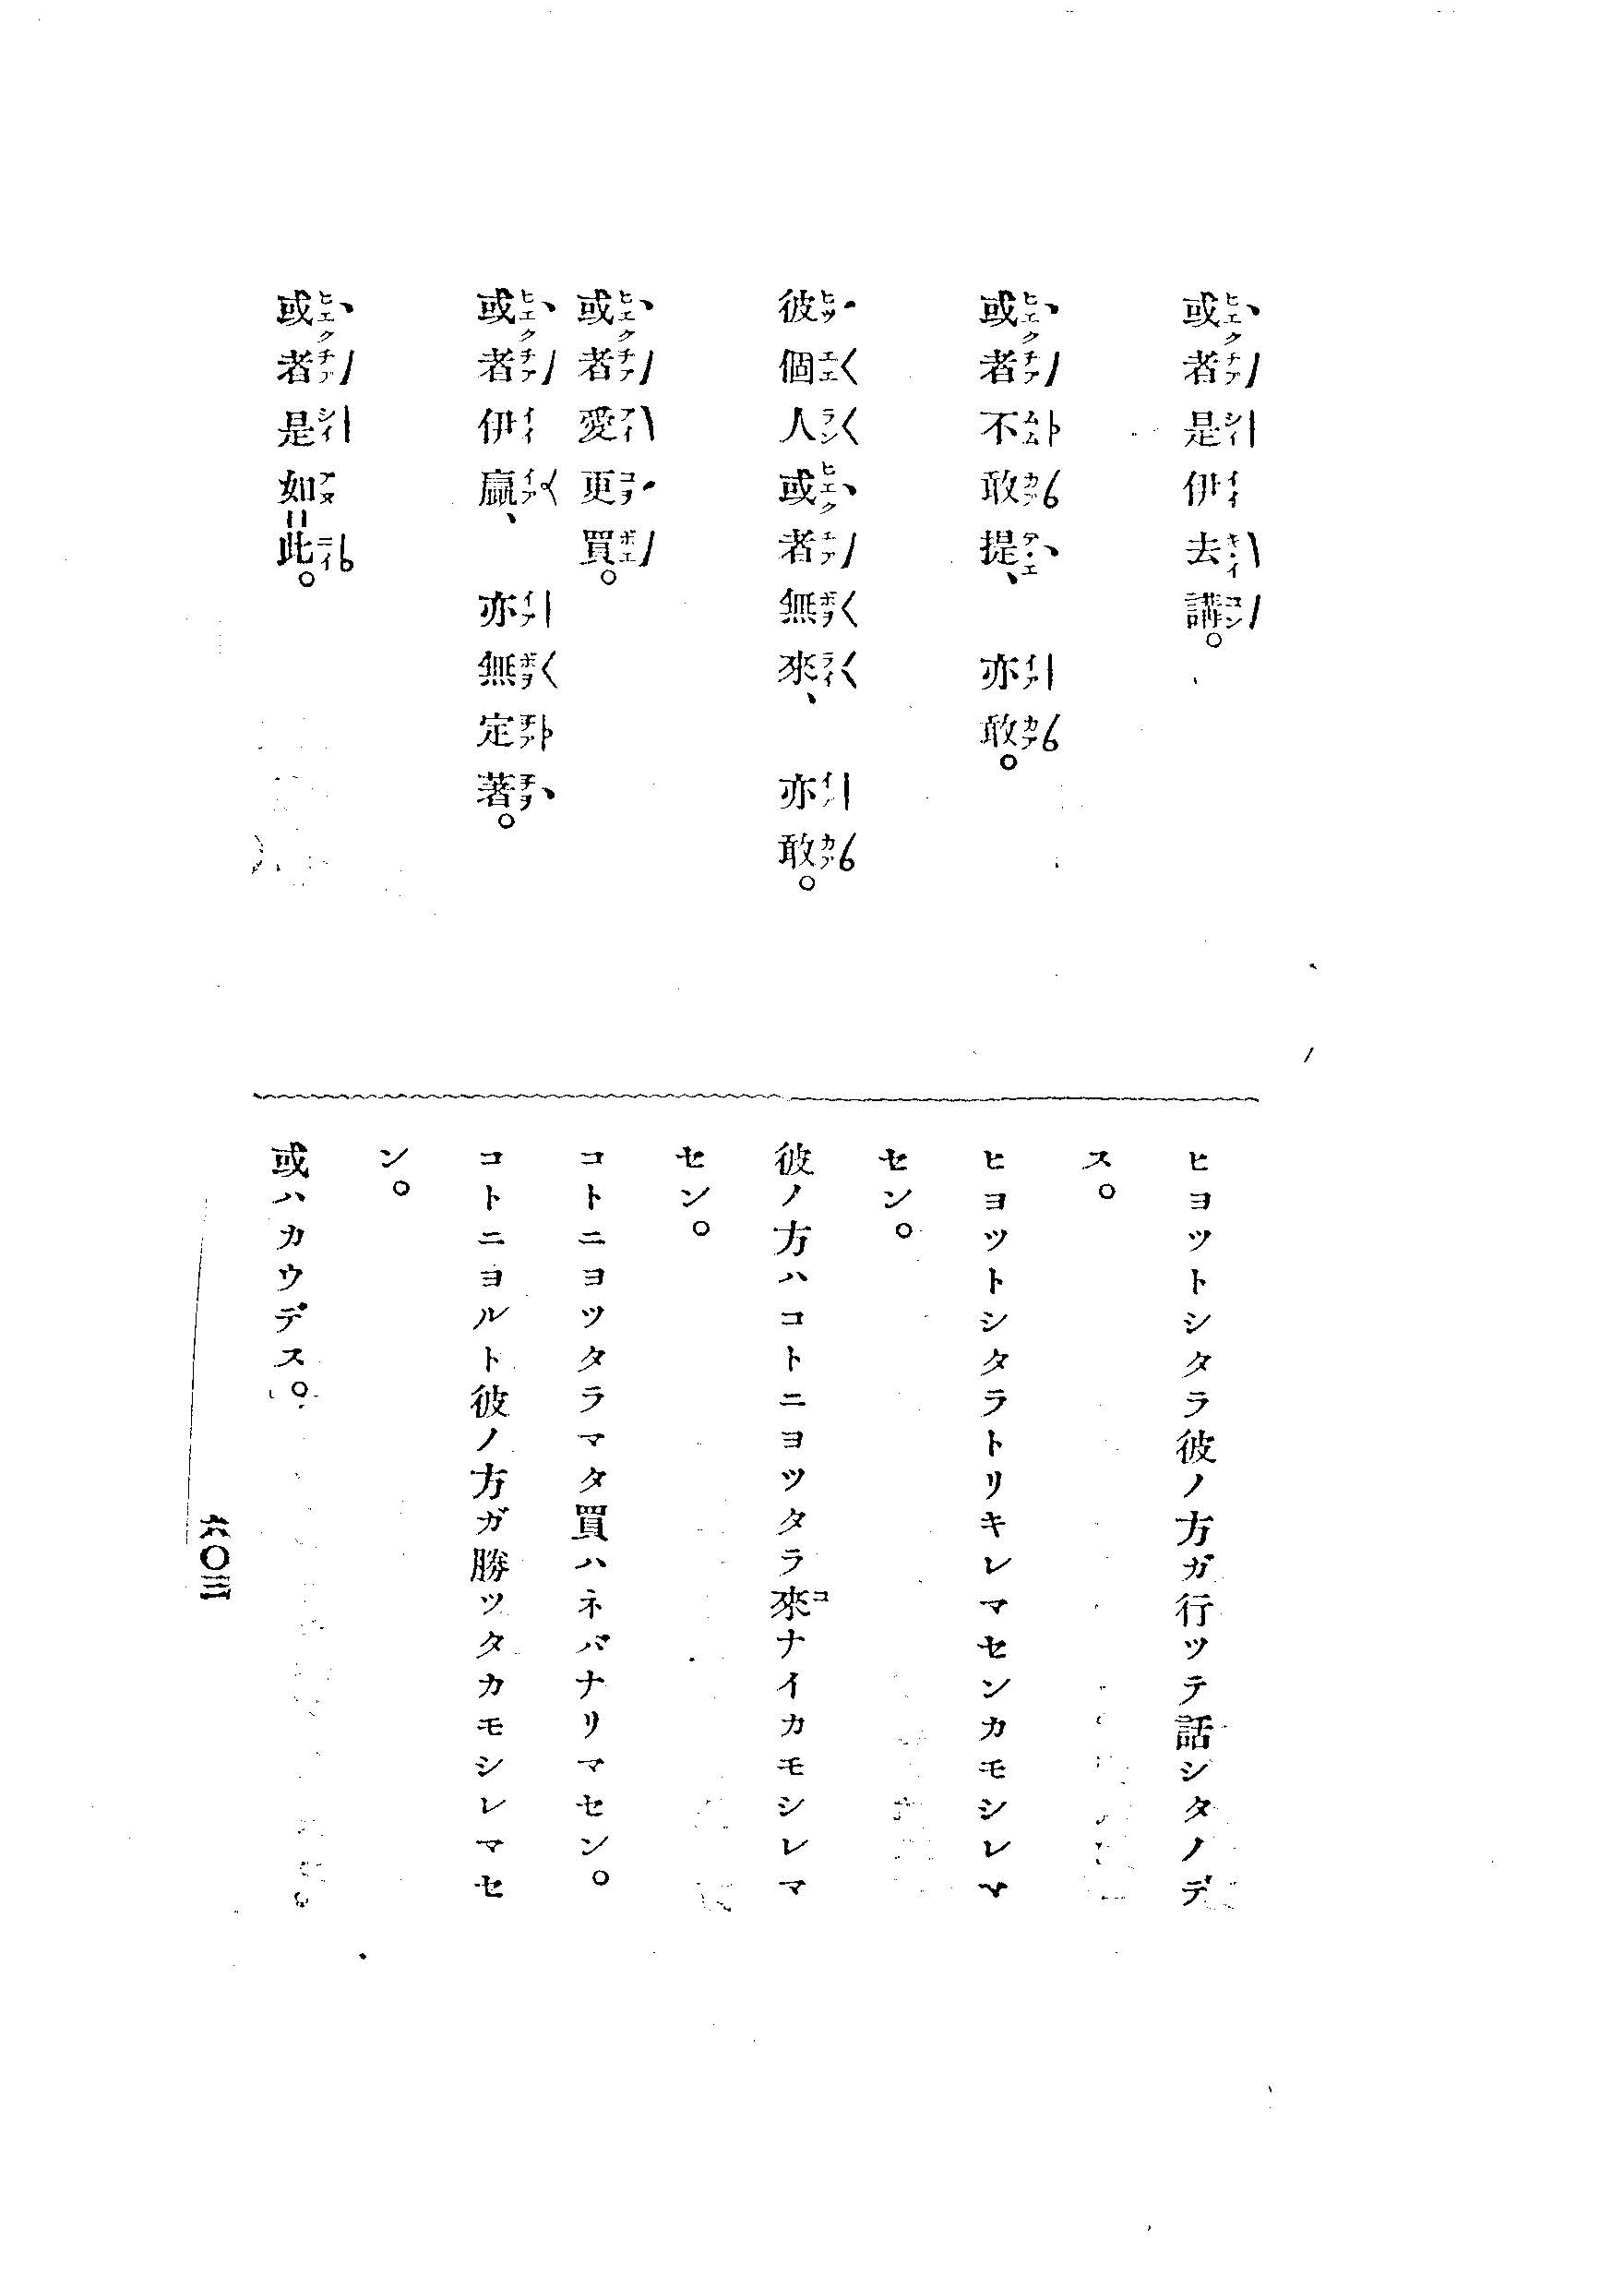 或者是伊去講。
或者不敢提、亦敢。
彼個人或者無來、亦敢。
或者愛更買。
或者伊贏、亦無定著。
或者是如此。
ヒヨツトシタラ彼ノ方ガ行ツテ話シタノデ
ス。
ヒヨツトシタラトリキレマセンカモシレマ
セン。
彼ノ方ハコトニヨツタラ來ナイカモシレマ
セン。
コトニヨツタラマタ買ハネバナリマセン。
コトニヨルト彼ノ方ガ勝ツタカモシレマセ
ン。
或ハカウデス。
六〇三